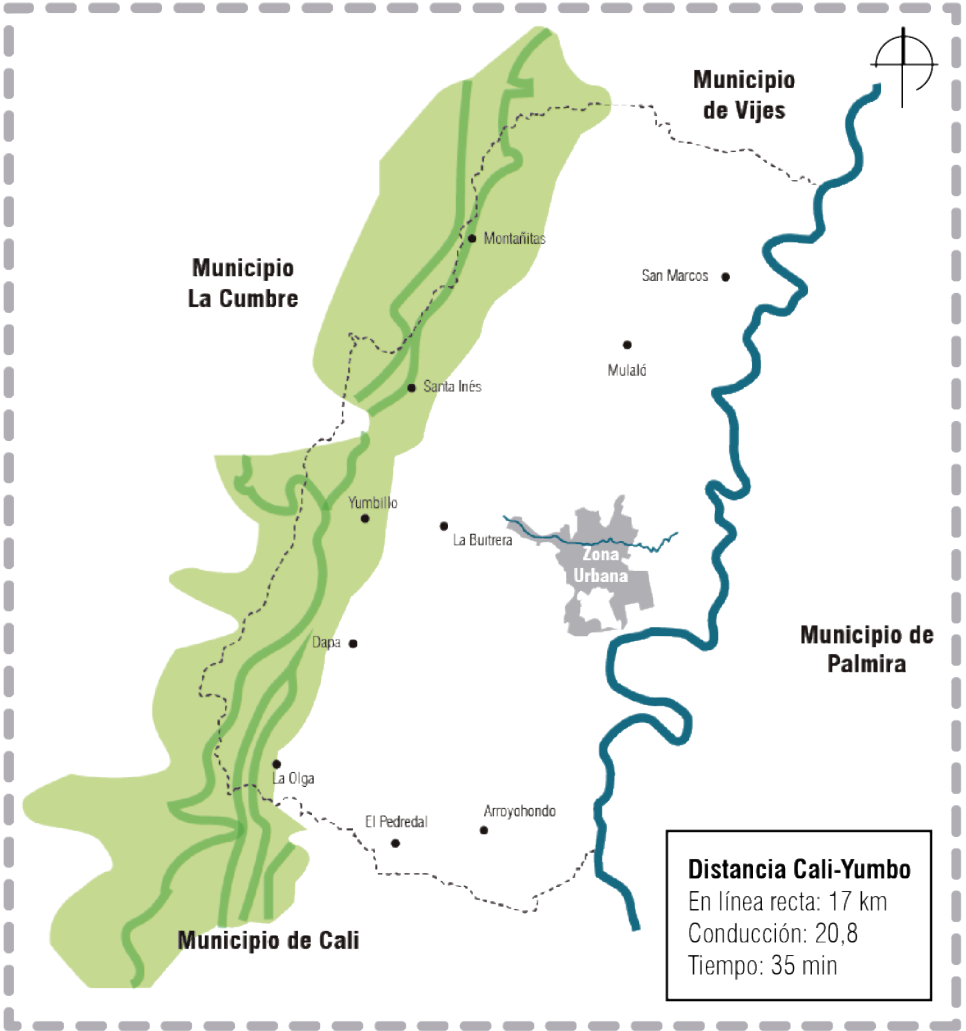 Municipio
de Vijes
Montañitas
Municipio
La Cumbre
San Marcos
Mulaló
Santa Inés
Yumbillo
La Buitrera
Zona
Urbana
Dapa
Municipio de
Palmira
La Olga
El Pedredal
Arroyohondo
Distancia Cali-Yumbo
En línea recta: 17 km
Conducción: 20,8
Tiempo: 35 min
Municipio de Cali